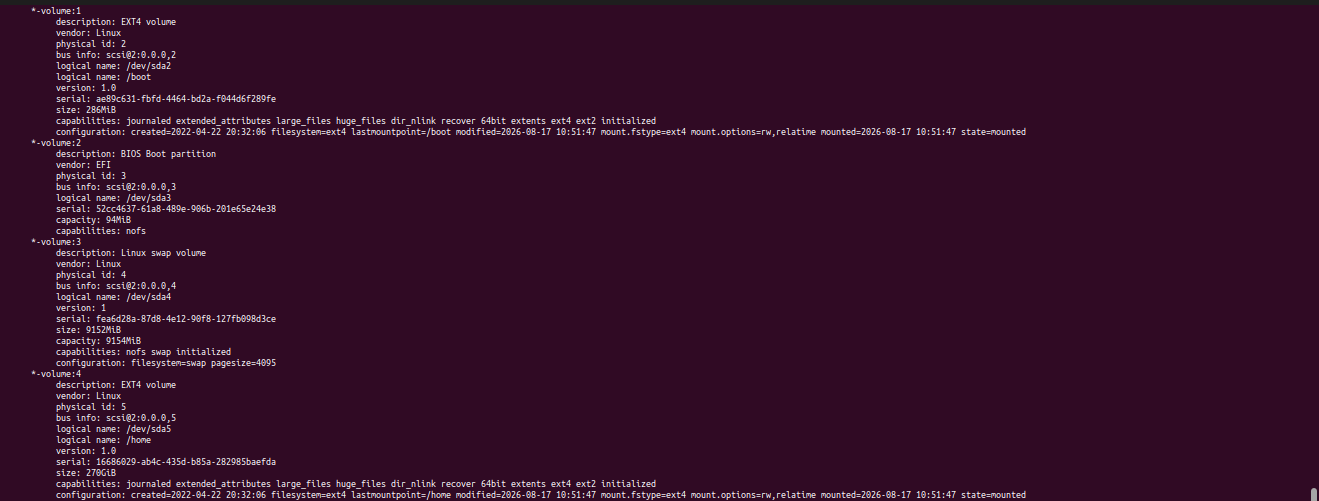 *-volume:1
description: EXT4 volume
vendor: Linux
physical id: 2
bus info: scsi@2:0.0.0,2
logical name: /dev/sda2
logical name: /boot
version: 1.0
serial: ae89c631-fbfd-4464-bd2a-f044d6f289fe
size: 286MiB
capabilities: journaled extended_attributes large_files huge_files dir_nlink recover 64bit extents ext4 ext2 initialized
configuration: created=2022-04-22 20:32:06 filesystem=ext4 lastmountpoint=/boot modified=2026-08-17 10:51:47 mount.fstype=ext4 mount.options=rw,relatime mounted=2026-08-17 10:51:47 state=mounted
*-volume:2
description: BIOS Boot partition
vendor: EFI
physical id: 3
bus info: scsi@2:0.0.0,3
logical name: /dev/sda3
serial: 52cc4637-61a8-489e-906b-201e65e24e38
capacity: 94MiB
capabilities: nofs
*-volume:3
description: Linux swap volume
vendor: Linux
physical id: 4
bus info: scsi@2:0.0.0,4
logical name: /dev/sda4
version: 1
serial: fea6d28a-87d8-4e12-90f8-127fb098d3ce
size: 9152MiB
capacity: 9154MiB
capabilities: nofs swap initialized
configuration: filesystem=swap pagesize=4095
*-volume:4
description: EXT4 volume
vendor: Linux
physical id: 5
bus info: scsi@2:0.0.0,5
logical name: /dev/sda5
logical name: /home
version: 1.0
serial: 16686029-ab4c-435d-b85a-282985baefda
size: 270GiB
capabilities: journaled extended_attributes large_files huge_files dir_nlink recover 64bit extents ext4 ext2 initialized
configuration: created=2022-04-22 20:32:06 filesystem=ext4 lastmountpoint=/home modified=2026-08-17 10:51:47 mount.fstype=ext4 mount.options=rw,relatime mounted=2026-08-17 10:51:47 state=mounted